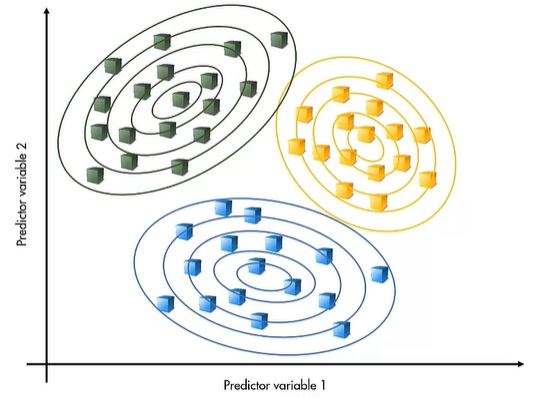 Predictor variable 2
Predictor variable 1